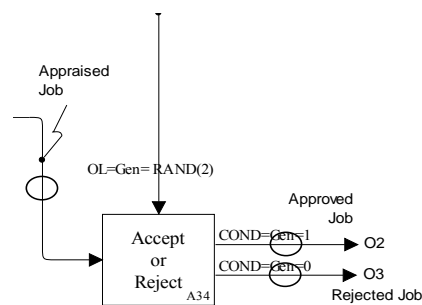 Appraised
Job
OL=Gen= RAND(2)
Approved
Job
COND=Gen=1
O2
Accept
or
Reject
COND=Gen=0
O3
A34
Rejected Job